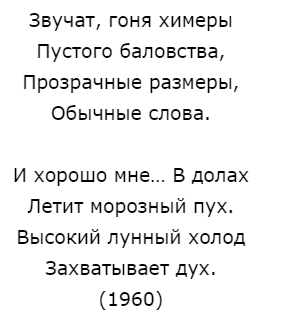 Звучат, гоня химеры
Пустого баловства,
Прозрачные размеры,
Обычные слова.

И хорошо мне... В долах
Летит морозный пух.
Высокий лунный холод
Захватывает дух.
(1960)